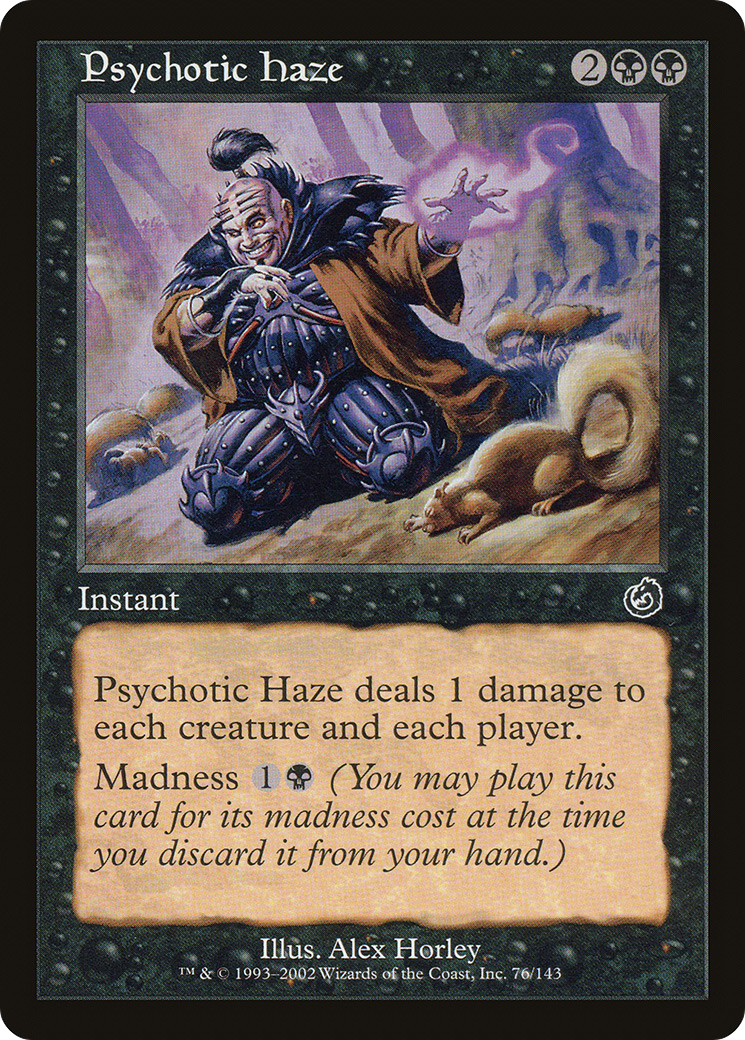 Psychotic Haze 2
Instant
Psychotic Haze deals 1 damage to
each creature and each player.
Madness 1 (You may play this
card for its madness cost at the time
you discard it from your hand.)
Illus. Alex Horley
™ & © 1993–2002 Wizards of the Coast, Inc. 76/143